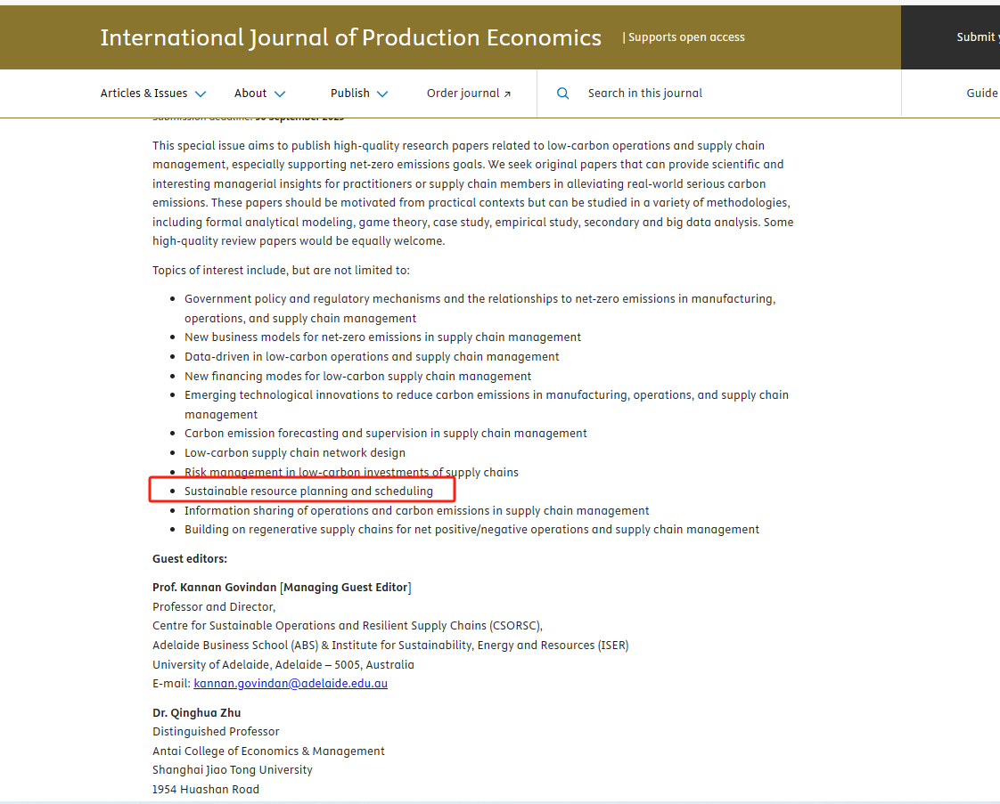 International Journal of Production Economics
| Supports open access
Submit
Articles & Issues
About
Publish
Order journal ↗
Search in this journal
Guide
Submission deadline: 30 September 2023
This special issue aims to publish high-quality research papers related to low-carbon operations and supply chain
management, especially supporting net-zero emissions goals. We seek original papers that can provide scientific and
interesting managerial insights for practitioners or supply chain members in alleviating real-world serious carbon
emissions. These papers should be motivated from practical contexts but can be studied in a variety of methodologies,
including formal analytical modeling, game theory, case study, empirical study, secondary and big data analysis. Some
high-quality review papers would be equally welcome.
Topics of interest include, but are not limited to:
• Government policy and regulatory mechanisms and the relationships to net-zero emissions in manufacturing,
operations, and supply chain management
• New business models for net-zero emissions in supply chain management
• Data-driven in low-carbon operations and supply chain management
• New financing modes for low-carbon supply chain management
• Emerging technological innovations to reduce carbon emissions in manufacturing, operations, and supply chain
management
• Carbon emission forecasting and supervision in supply chain management
• Low-carbon supply chain network design
• Risk management in low-carbon investments of supply chains
• Sustainable resource planning and scheduling
• Information sharing of operations and carbon emissions in supply chain management
• Building on regenerative supply chains for net positive/negative operations and supply chain management
Guest editors:
Prof. Kannan Govindan [Managing Guest Editor]
Professor and Director,
Centre for Sustainable Operations and Resilient Supply Chains (CSORSC),
Adelaide Business School (ABS) & Institute for Sustainability, Energy and Resources (ISER)
University of Adelaide, Adelaide – 5005, Australia
E-mail: kannan.govindan@adelaide.edu.au
Dr. Qinghua Zhu
Distinguished Professor
Antai College of Economics & Management
Shanghai Jiao Tong University
1954 Huashan Road